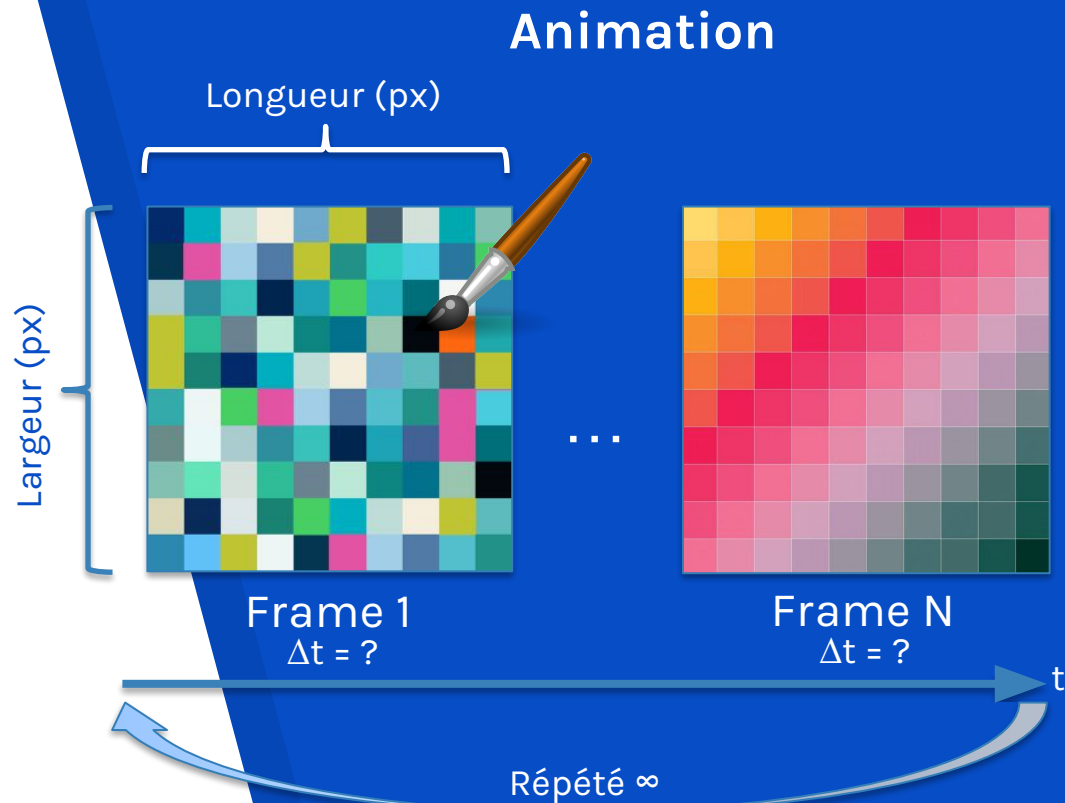 Animation
Longueur (px)
Largeur (px)
...
Frame 1
Δt = ?
Frame N
Δt = ?
t
Répété ∞